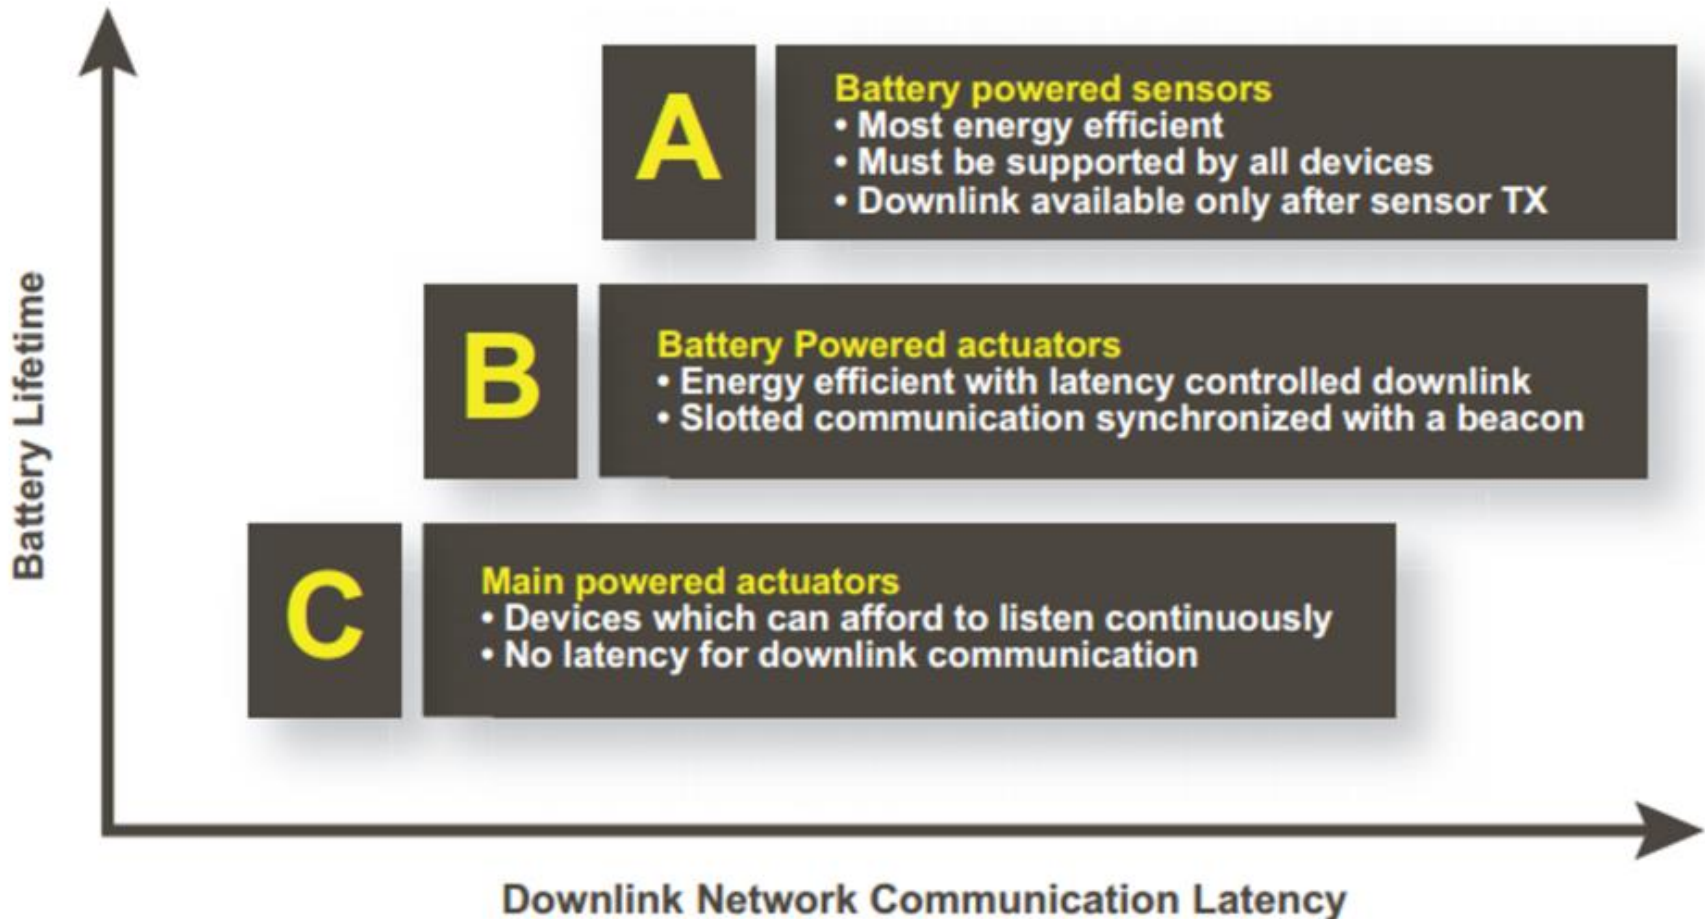 Battery Lifetime
A
Battery powered sensors
• Most energy efficient
• Must be supported by all devices
• Downlink available only after sensor TX
B
Battery Powered actuators
• Energy efficient with latency controlled downlink
• Slotted communication synchronized with a beacon
C
Main powered actuators
• Devices which can afford to listen continuously
• No latency for downlink communication
Downlink Network Communication Latency